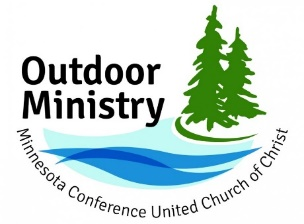 Outdoor
Ministry
Minnesota Conference United Church of Christ